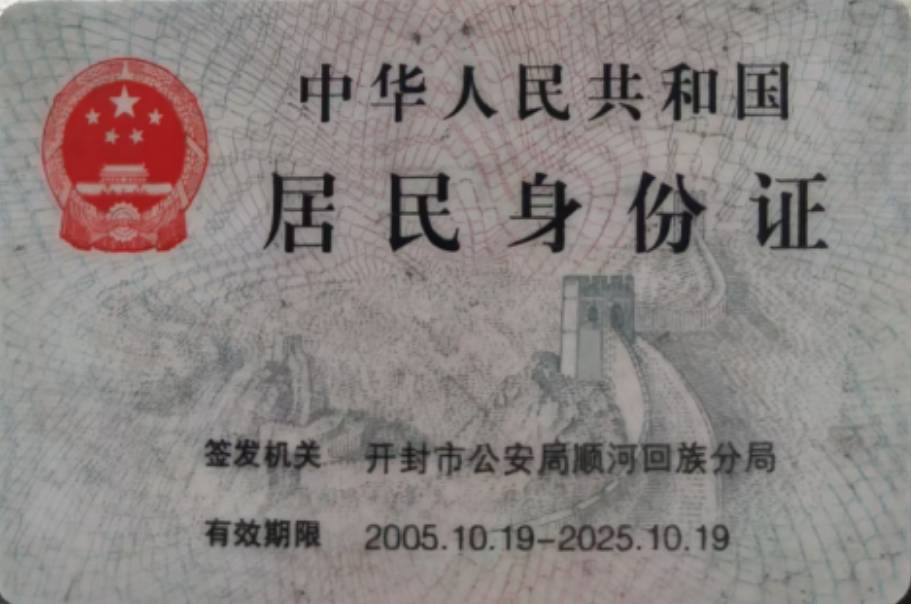 中华人民共和国
居民身份证
签发机关 开封市公安局顺河回族分局
有效期限 2005.10.19-2025.10.19